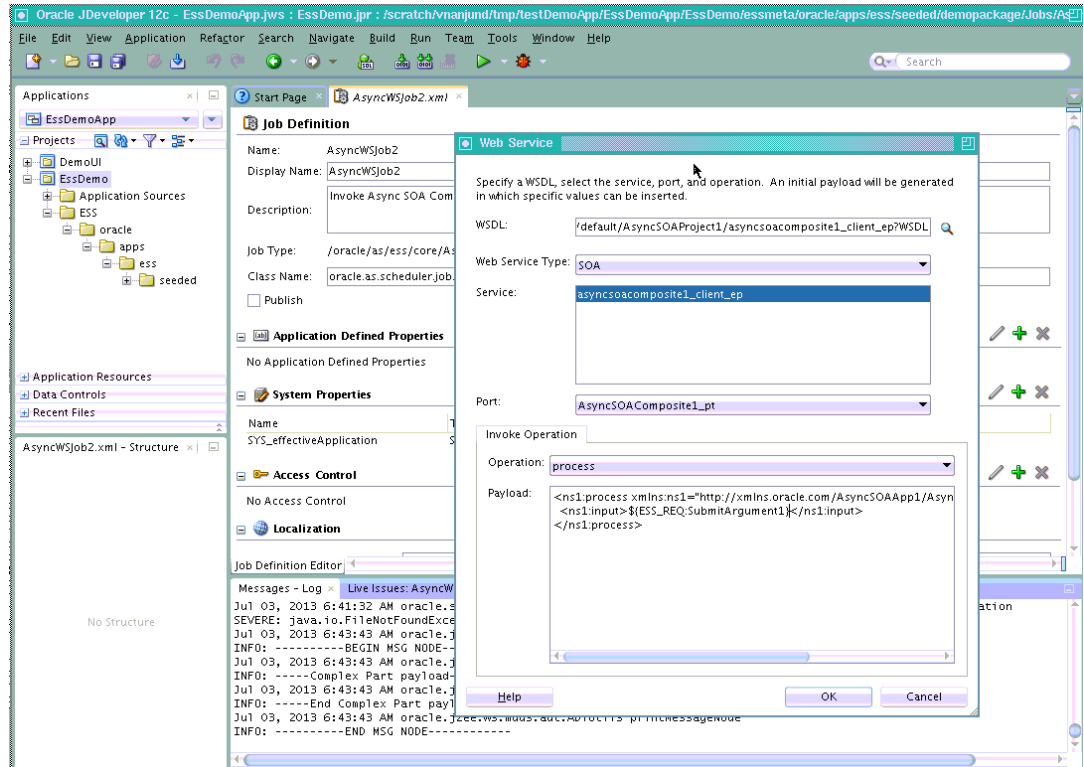 Oracle JDeveloper 12c - EssDemoApp.jws : EssDemo.jpr : /scratch/vnanjund/tmp/testDemoApp/EssDemoApp/EssDemo/essmeta/oracle/apps/ess/seeded/demopackage/Jobs/As
File Edit View Application Refactor Search Navigate Build Run Team Tools Window Help
Search
Applications
Start Page
AsyncWSJob2.xml
EssDemoApp
Projects
DemoUI
EssDemo
Application Sources
ESS
oracle
apps
ess
seeded
Application Resources
Data Controls
Recent Files
AsyncWSJob2.xml - Structure
No Structure
Job Definition
Name: AsyncWSJob2
Display Name: AsyncWSJob2
Description: Invoke Async SOA Com
Job Type: /oracle/as/ess/core/As
Class Name: oracle.as.scheduler.job.
Publish
Application Defined Properties
No Application Defined Properties
System Properties
Name
SYS_effectiveApplication
Access Control
No Access Control
Localization
Job Definition Editor
Web Service
Specify a WSDL, select the service, port, and operation. An initial payload will be generated
in which specific values can be inserted.
WSDL: /default/AsyncSOAProject1/asyncsoacomposite1_client_ep?WSDL
Web Service Type: SOA
Service: asyncsoacomposite1_client_ep
Port: AsyncSOAComposite1_pt
Invoke Operation
Operation: process
Payload: <ns1:process xmlns:ns1="http://xmlns.oracle.com/AsyncSOAApp1/Asyn
<ns1:input>${ESS_REQ:SubmitArgument1}</ns1:input>
</ns1:process>
Help OK Cancel
Messages - Log
Live Issues: AsyncW
Jul 03, 2013 6:41:32 AM oracle.s ation
SEVERE: java.io.FileNotFoundExce
Jul 03, 2013 6:43:43 AM oracle.j
INFO: ----------BEGIN MSG NODE--
Jul 03, 2013 6:43:43 AM oracle.j
INFO: -----Complex Part payload-
Jul 03, 2013 6:43:43 AM oracle.j
INFO: -----End Complex Part payl
Jul 03, 2013 6:43:43 AM printMessageNode
INFO: ----------END MSG NODE------------